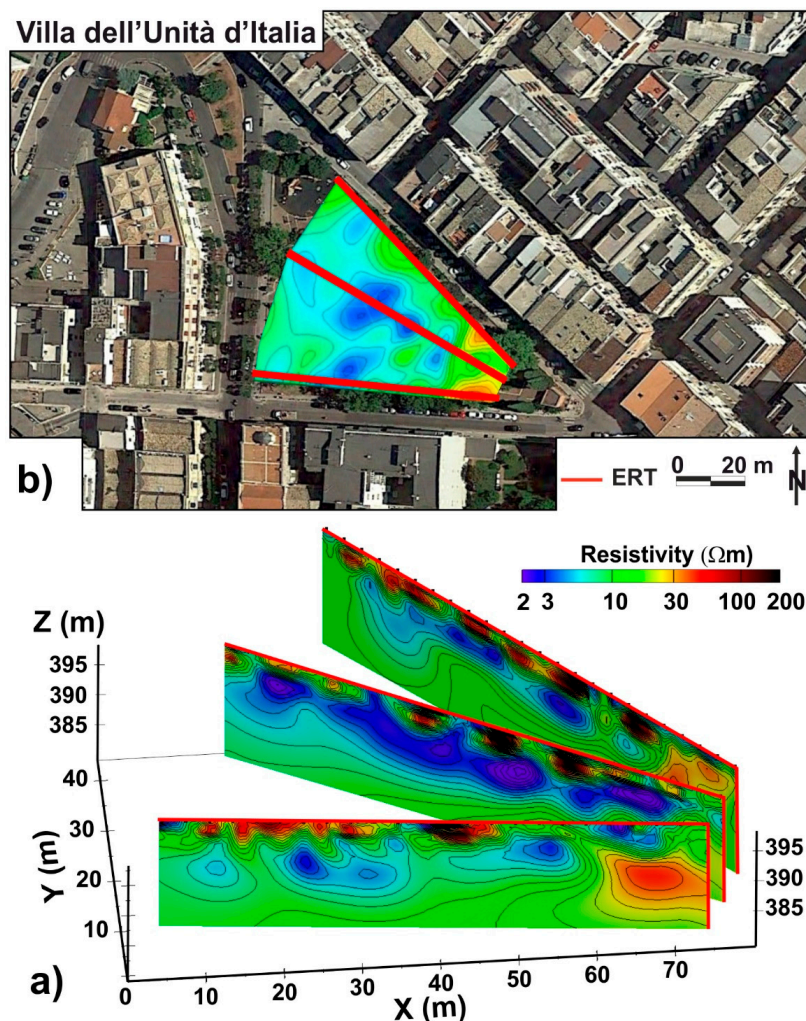 Villa dell'Unità d'Italia
b)
ERT
0 20 m
N
Resistivity (Ωm)
2 3 10 30 100 200
Z (m)
395
390
385
40
30
20
10
Y (m)
395
390
385
a)
0 10 20 30 40 50 60 70
X (m)